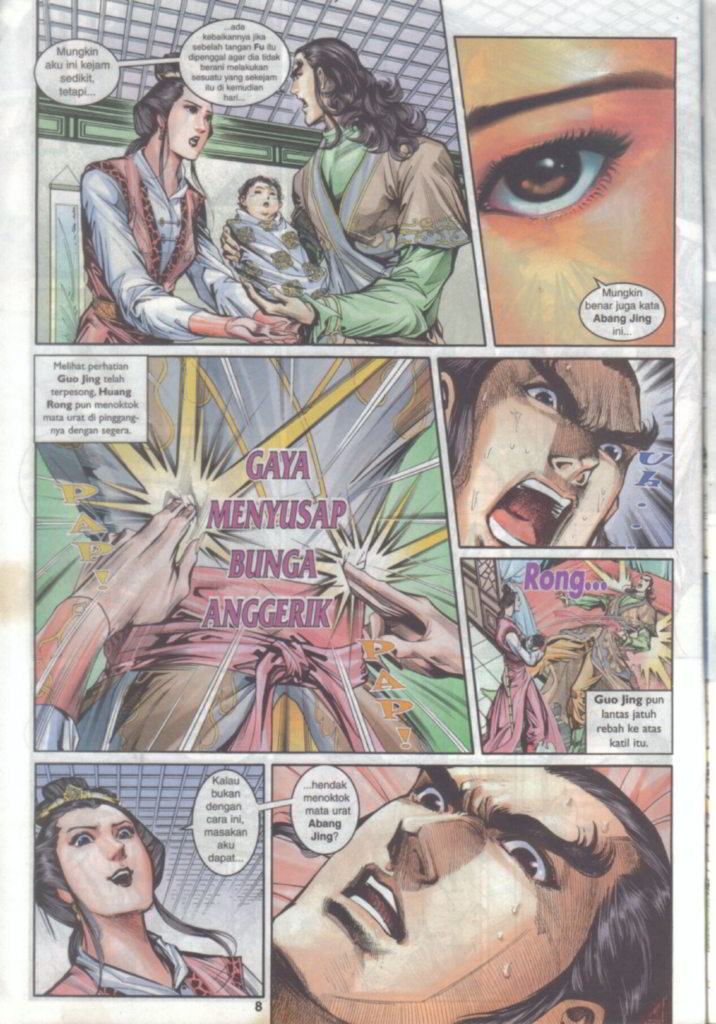 Mungkin
aku ini kejam
sedikit,
tetapi...
...ada
kebaikannya jika
sebelah tangan Fu itu
dipenggal agar dia tidak
berani melakukan
sesuatu yang sekejam
itu di kemudian
hari...
Mungkin
benar juga kata
Abang Jing
ini...
Melihat perhatian
Guo Jing telah
terpesong, Huang
Rong pun menoktok
mata urat di pinggang-
nya dengan segera.
PAP!
GAYA
MENYUSAP
BUNGA
ANGGERIK
PAP!
Uh...
Rong...
Guo Jing pun
lantas jatuh
rebah ke atas
katil itu.
Kalau
bukan
dengan
cara ini,
masakan
aku
dapat...
...hendak
menoktok
mata urat
Abang
Jing?
8